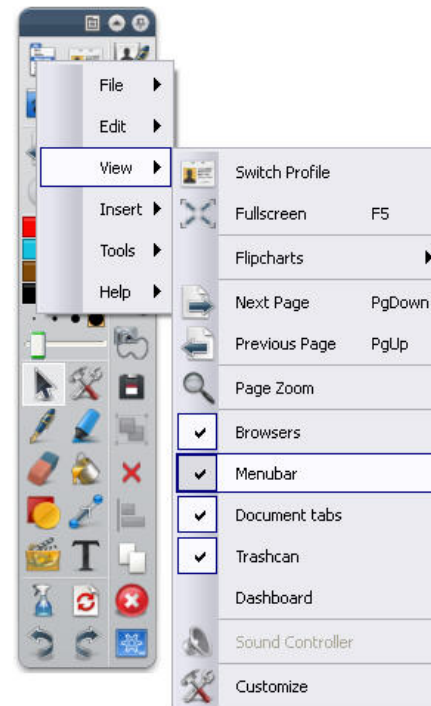 File
Edit
View
Insert
Tools
Help
Switch Profile
Fullscreen F5
Flipcharts
Next Page PgDown
Previous Page PgUp
Page Zoom
Browsers
Menubar
Document tabs
Trashcan
Dashboard
Sound Controller
Customize
T